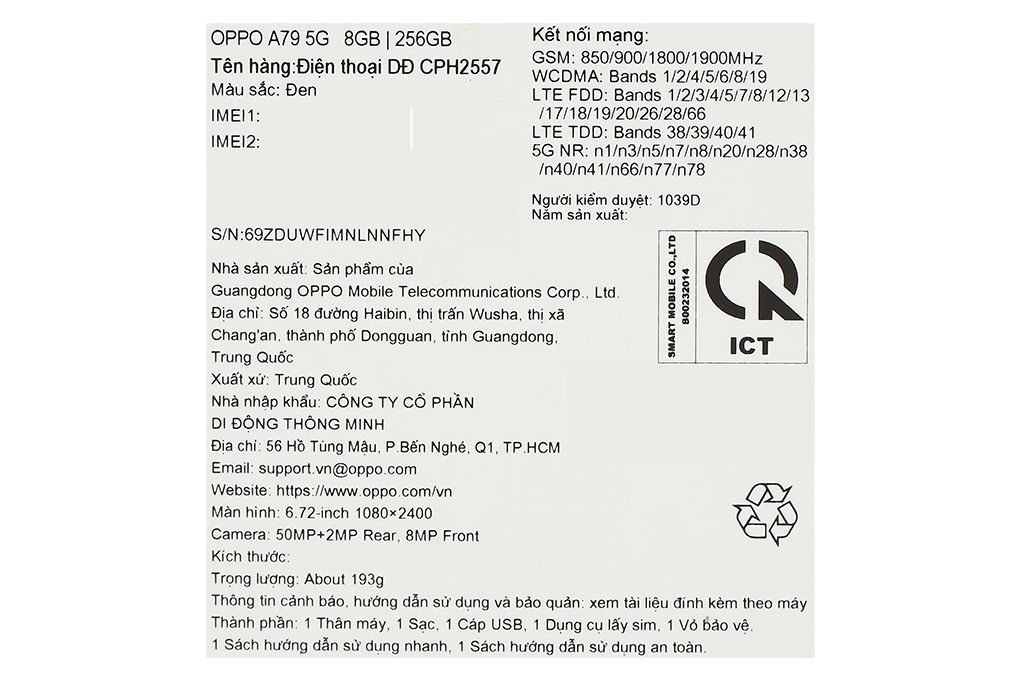 OPPO A79 5G 8GB | 256GB
Tên hàng:Điện thoại DĐ CPH2557
Màu sắc: Đen
IMEI1:
IMEI2:
Kết nối mạng:
GSM: 850/900/1800/1900MHz
WCDMA: Bands 1/2/4/5/6/8/19
LTE FDD: Bands 1/2/3/4/5/7/8/12/13
/17/18/19/20/26/28/66
LTE TDD: Bands 38/39/40/41
5G NR: n1/n3/n5/n7/n8/n20/n28/n38
/n40/n41/n66/n77/n78
Người kiểm duyệt: 1039D
Năm sản xuất:
S/N:69ZDUWFIMNLNNFHY
SMART MOBILE CO.,LTD
B00232014
ICT
Nhà sản xuất: Sản phẩm của
Guangdong OPPO Mobile Telecommunications Corp., Ltd.
Địa chỉ: Số 18 đường Haibin, thị trấn Wusha, thị xã
Chang'an, thành phố Dongguan, tỉnh Guangdong,
Trung Quốc
Xuất xứ: Trung Quốc
Nhà nhập khẩu: CÔNG TY CỔ PHẦN
DI ĐỘNG THÔNG MINH
Địa chỉ: 56 Hồ Tùng Mậu, P.Bến Nghé, Q1, TP.HCM
Email: support.vn@oppo.com
Website: https://www.oppo.com/vn
Màn hình: 6.72-inch 1080×2400
Camera: 50MP+2MP Rear, 8MP Front
Kích thước:
Trọng lượng: About 193g
Thông tin cảnh báo, hướng dẫn sử dụng và bảo quản: xem tài liệu đính kèm theo máy
Thành phần: 1 Thân máy, 1 Sạc, 1 Cáp USB, 1 Dụng cụ lấy sim, 1 Vỏ bảo vệ,
1 Sách hướng dẫn sử dụng nhanh, 1 Sách hướng dẫn sử dụng an toàn.